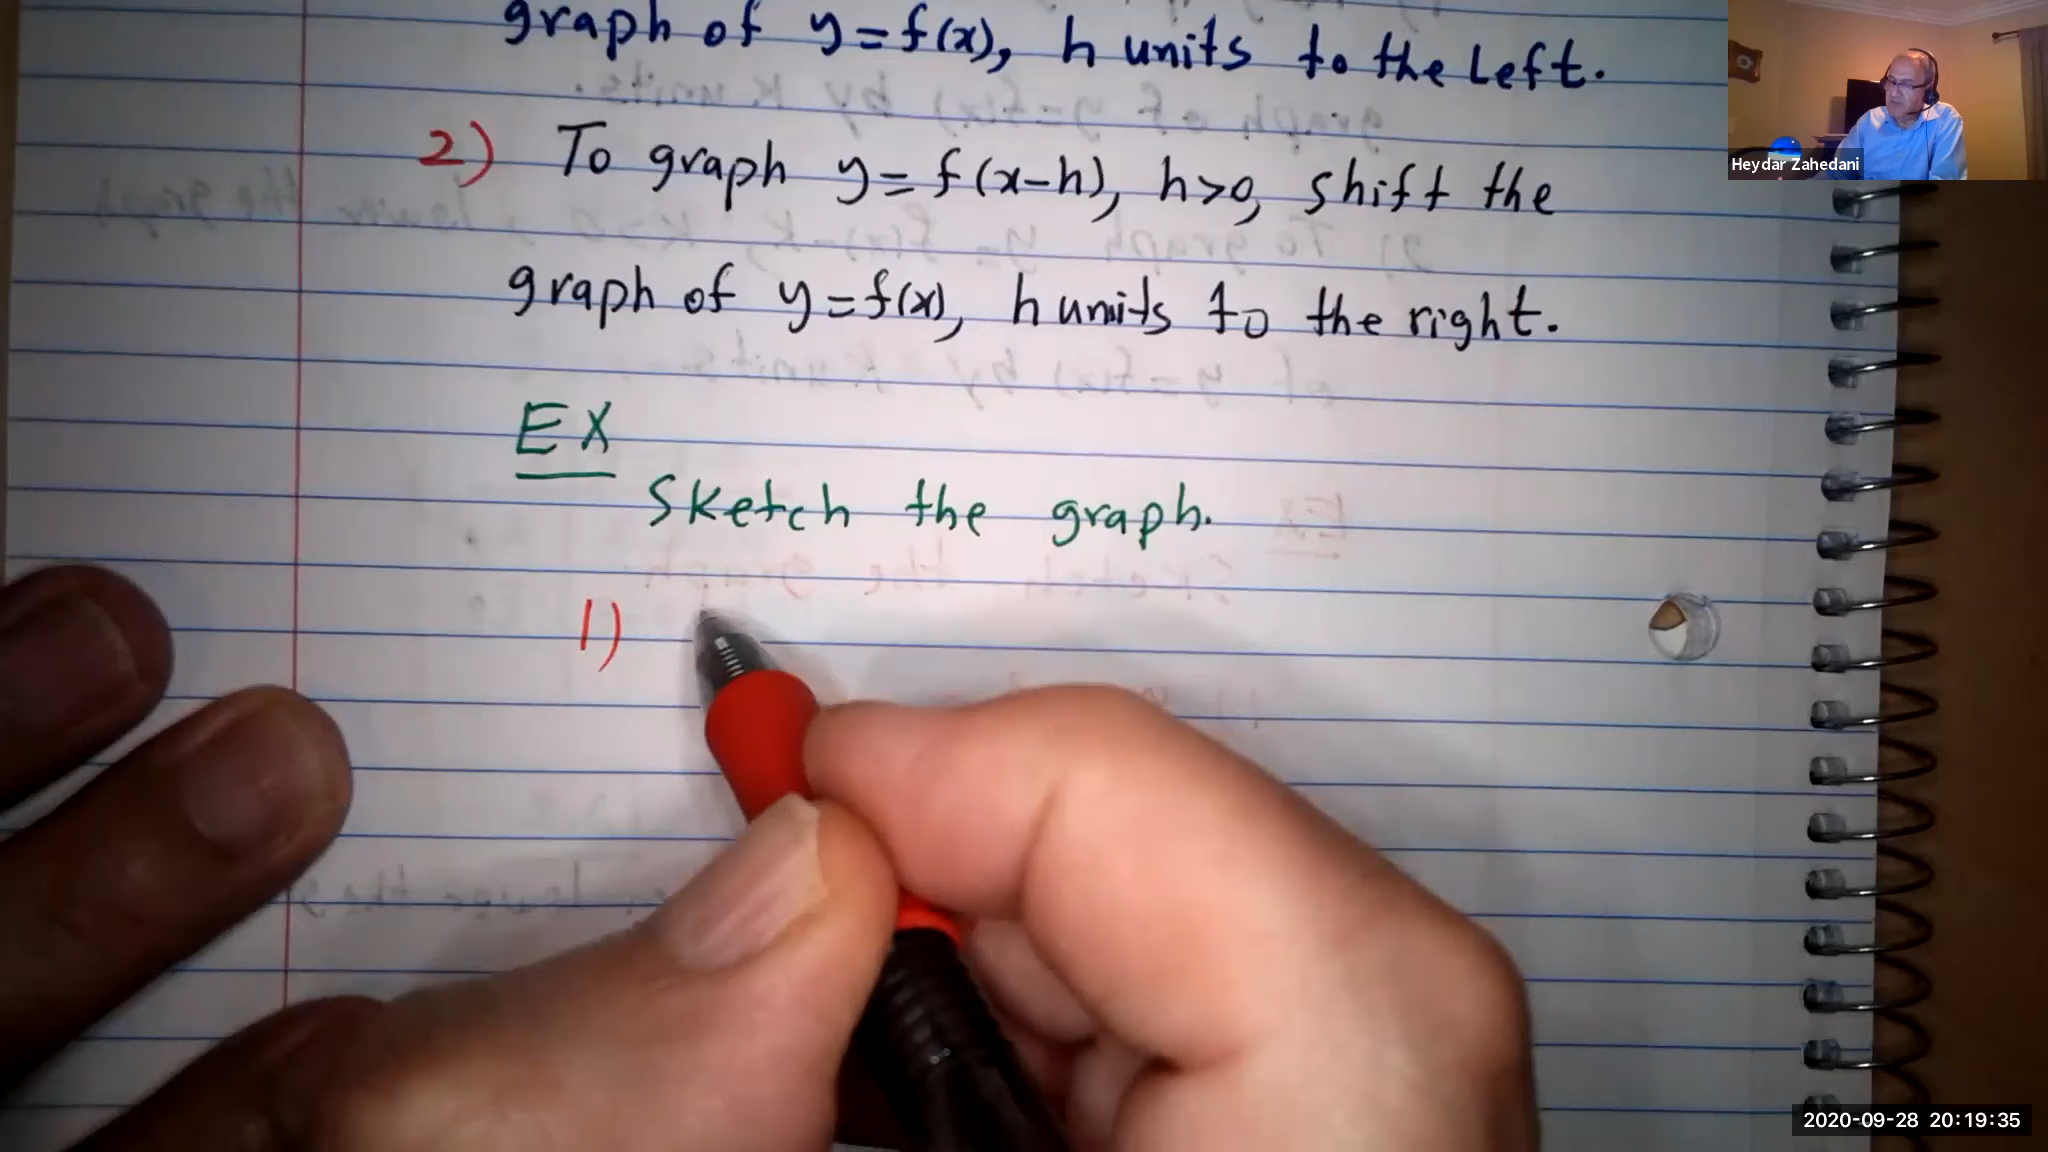 graph of y=f(x), h units to the Left.
2) To graph y=f(x-h), h>0, shift the
graph of y=f(x), h units to the right.
EX
Sketch the graph.
1)
Heydar Zahedani
2020-09-28 20:19:35